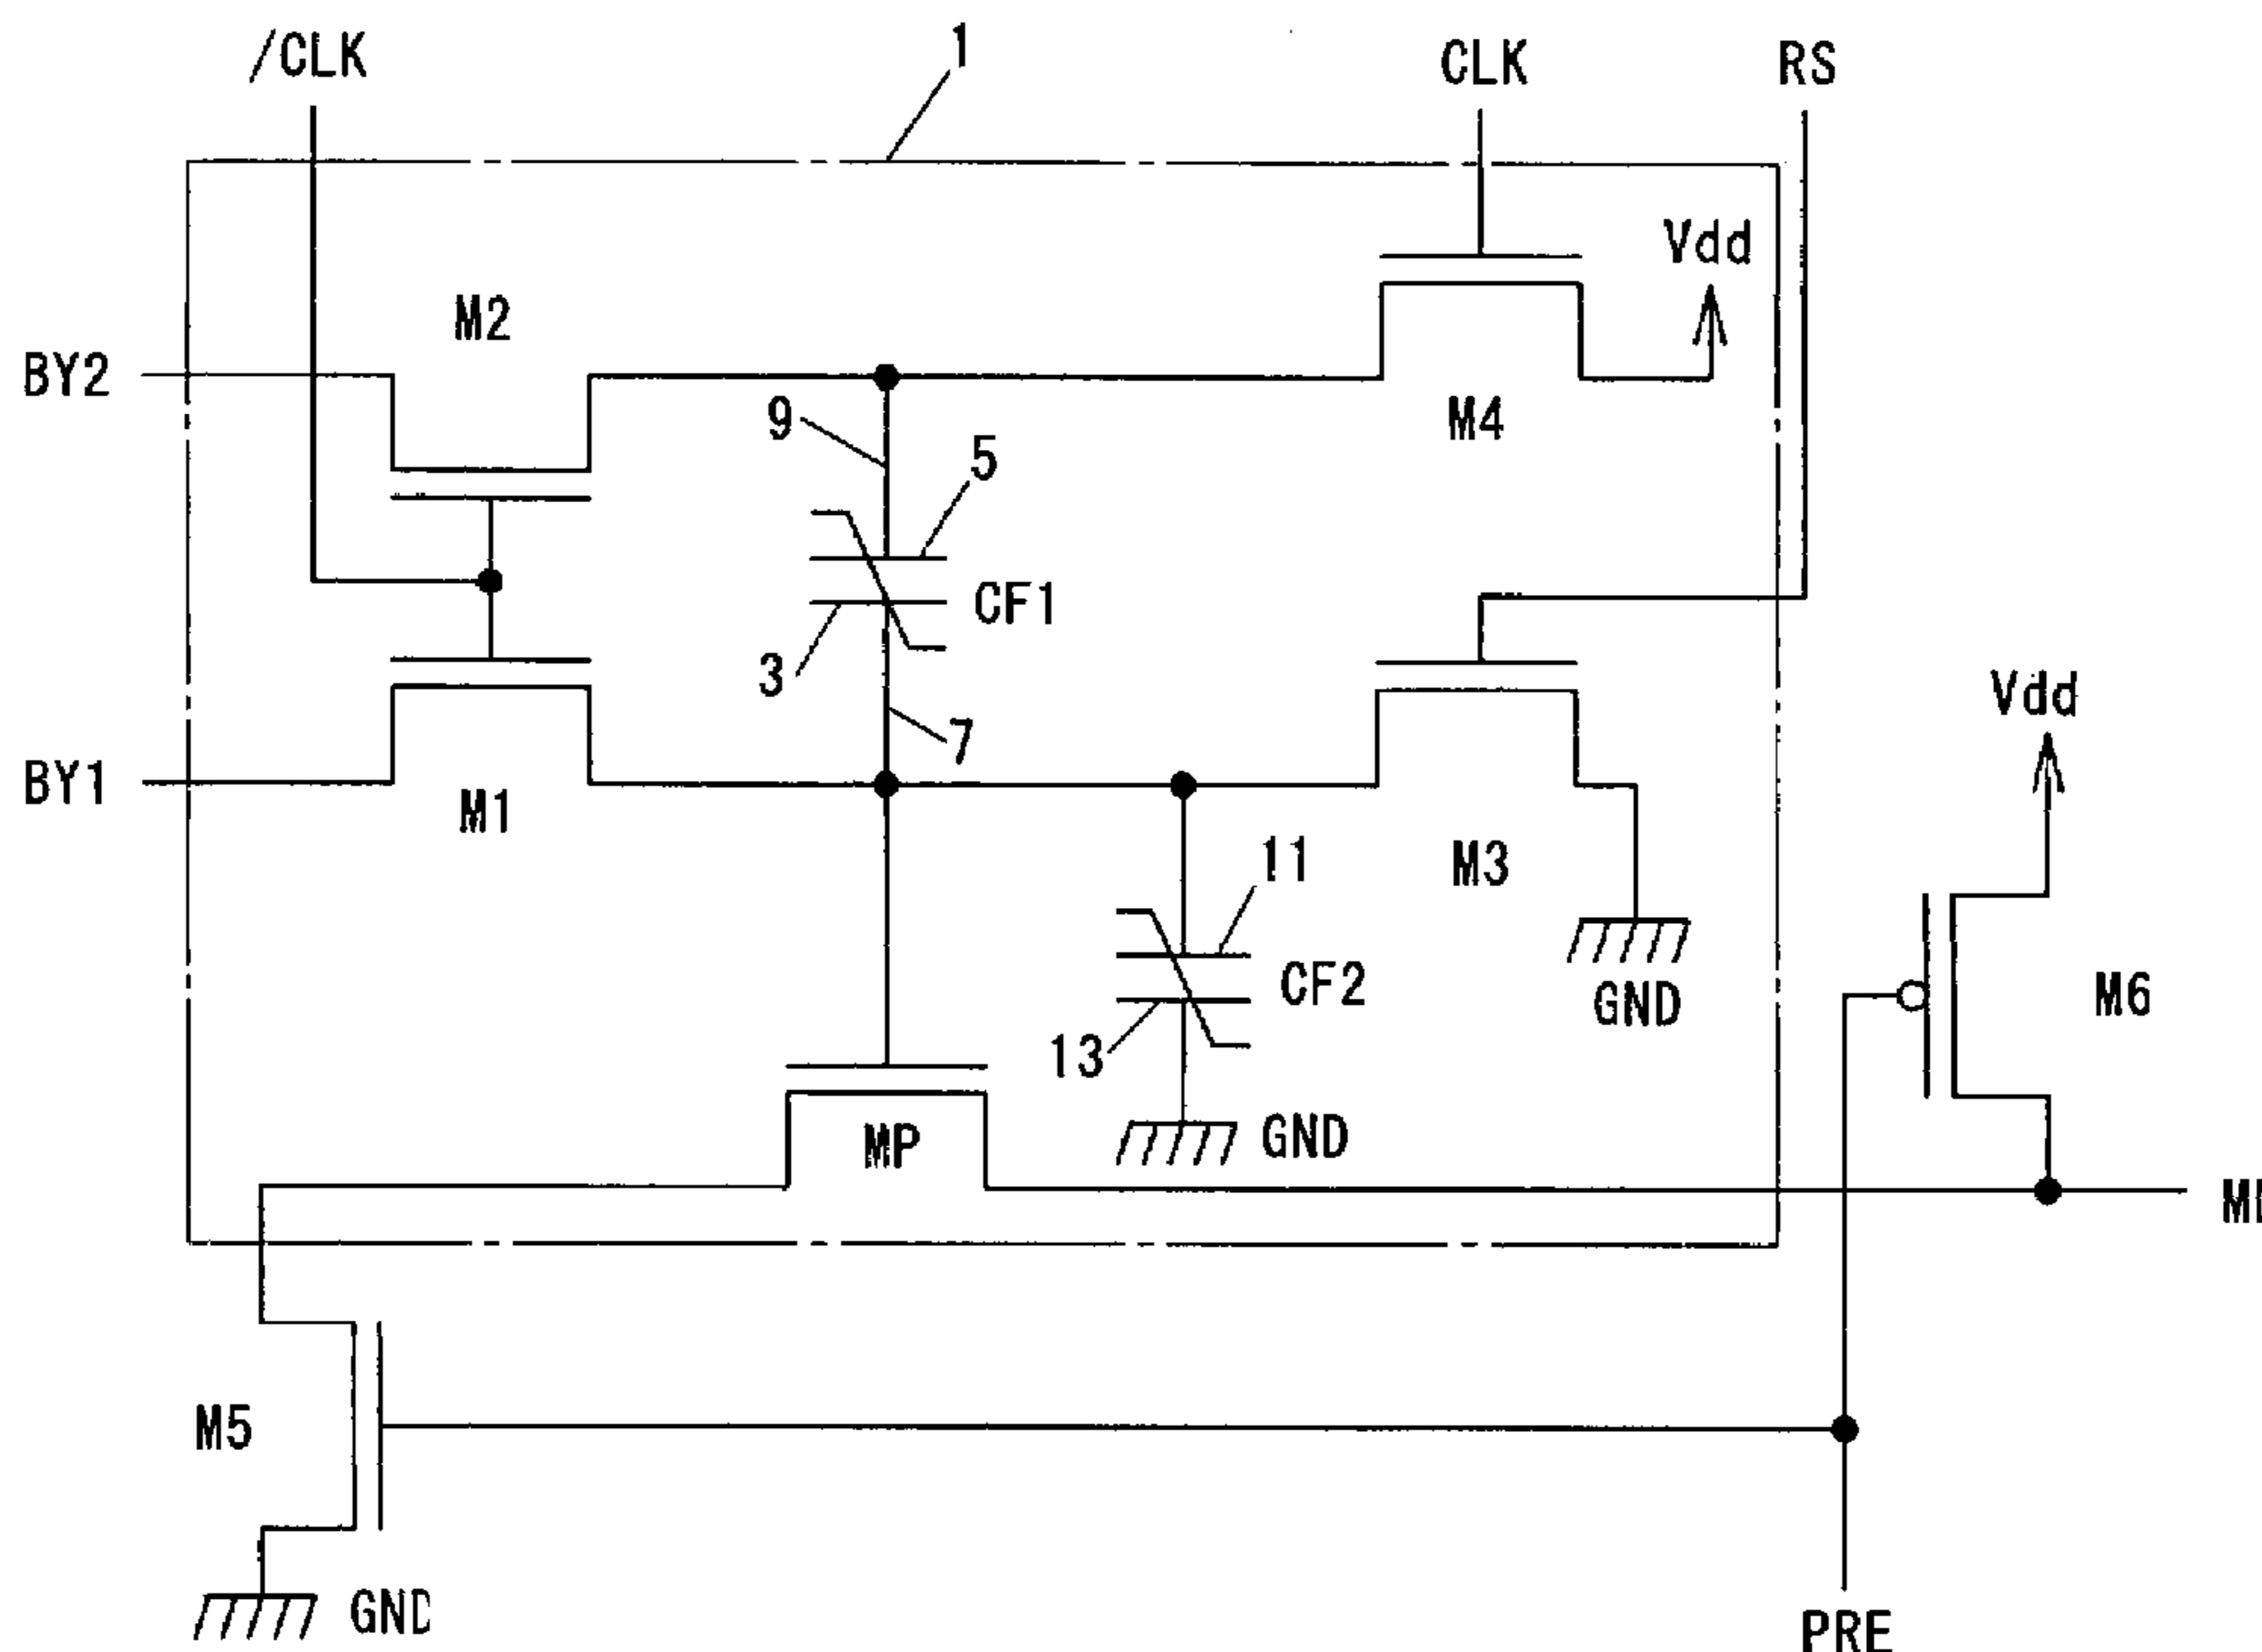 /CLK
1
CLK
RS
Vdd
M2
BY2
9
5
M4
CF1
3
7
Vdd
BY1
M1
11
M3
CF2
GND
M6
13
MP
GND
M5
GND
PRE